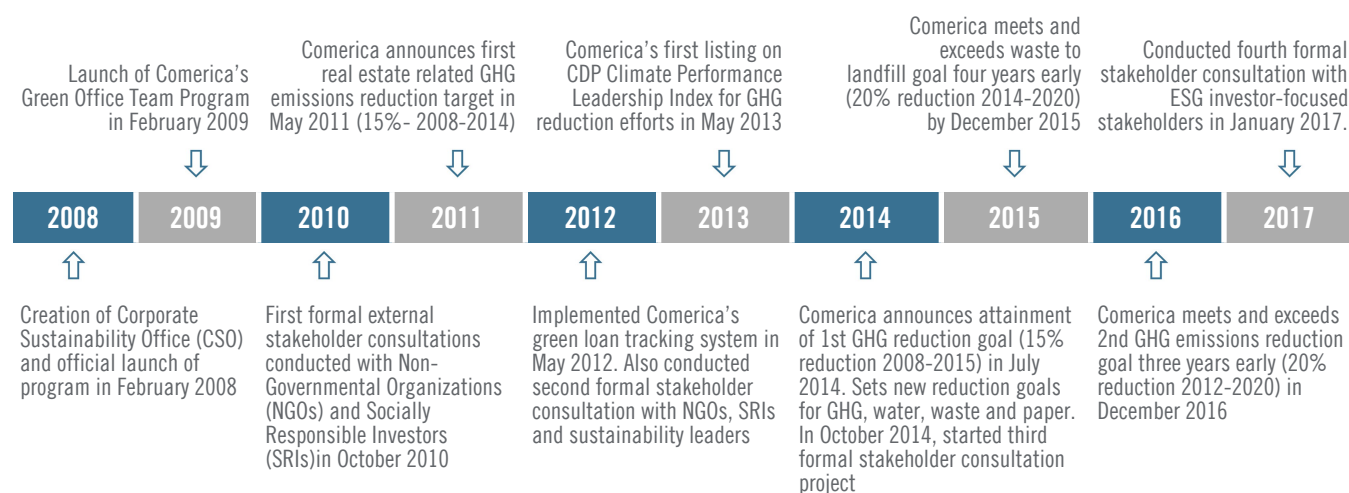 Launch of Comerica's
Green Office Team Program
in February 2009
Comerica announces first
real estate related GHG
emissions reduction target in
May 2011 (15%- 2008-2014)
Comerica's first listing on
CDP Climate Performance
Leadership Index for GHG
reduction efforts in May 2013
Comerica meets and
exceeds waste to
landfill goal four years early
(20% reduction 2014-2020)
by December 2015
Conducted fourth formal
stakeholder consultation with
ESG investor-focused
stakeholders in January 2017.
2008
2009
2010
2011
2012
2013
2014
2015
2016
2017
Creation of Corporate
Sustainability Office (CSO)
and official launch of
program in February 2008
First formal external
stakeholder consultations
conducted with Non-
Governmental Organizations
(NGOs) and Socially
Responsible Investors
(SRIs)in October 2010
Implemented Comerica's
green loan tracking system in
May 2012. Also conducted
second formal stakeholder
consultation with NGOs, SRIs
and sustainability leaders
Comerica announces attainment
of 1st GHG reduction goal (15%
reduction 2008-2015) in July
2014. Sets new reduction goals
for GHG, water, waste and paper.
In October 2014, started third
formal stakeholder consultation
project
Comerica meets and exceeds
2nd GHG emissions reduction
goal three years early (20%
reduction 2012-2020) in
December 2016